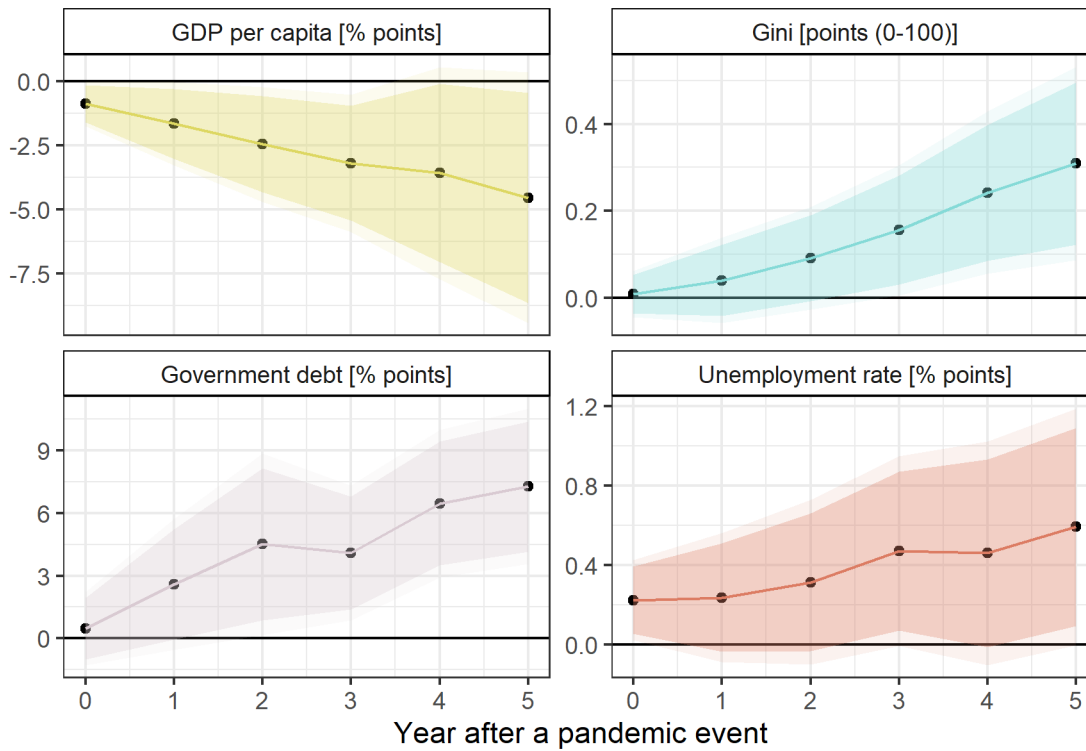 GDP per capita [% points]
Gini [points (0-100)]
0.0
-2.5
-5.0
-7.5
0.4
0.2
0.0
Government debt [% points]
Unemployment rate [% points]
9
6
3
0
1.2
0.8
0.4
0.0
0 1 2 3 4 5
0 1 2 3 4 5
Year after a pandemic event